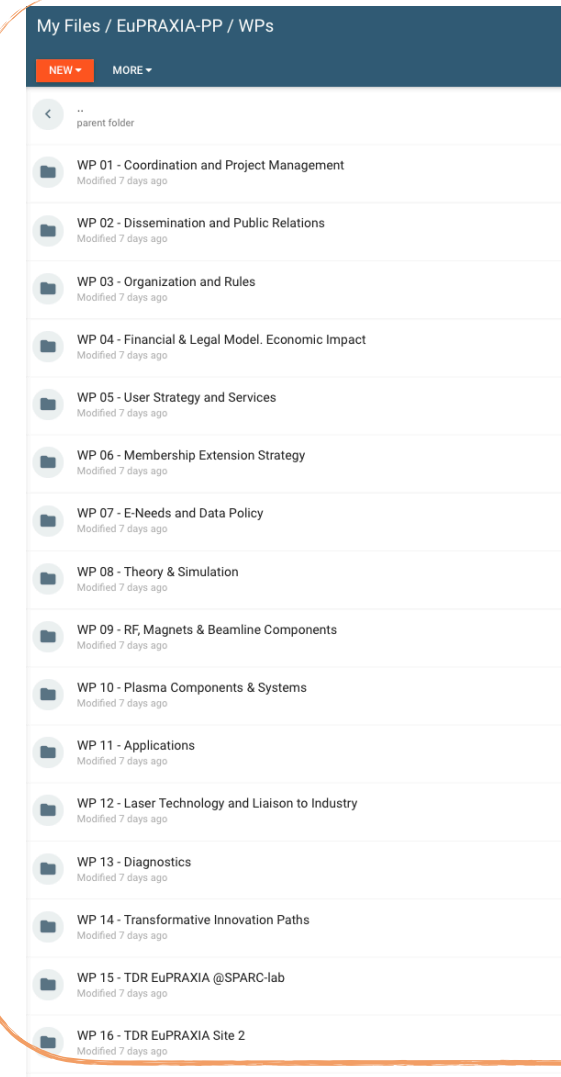 My Files / EuPRAXIA-PP / WPs
NEW MORE
..
parent folder
WP 01 - Coordination and Project Management
Modified 7 days ago
WP 02 - Dissemination and Public Relations
Modified 7 days ago
WP 03 - Organization and Rules
Modified 7 days ago
WP 04 - Financial & Legal Model. Economic Impact
Modified 7 days ago
WP 05 - User Strategy and Services
Modified 7 days ago
WP 06 - Membership Extension Strategy
Modified 7 days ago
WP 07 - E-Needs and Data Policy
Modified 7 days ago
WP 08 - Theory & Simulation
Modified 7 days ago
WP 09 - RF, Magnets & Beamline Components
Modified 7 days ago
WP 10 - Plasma Components & Systems
Modified 7 days ago
WP 11 - Applications
Modified 7 days ago
WP 12 - Laser Technology and Liaison to Industry
Modified 7 days ago
WP 13 - Diagnostics
Modified 7 days ago
WP 14 - Transformative Innovation Paths
Modified 7 days ago
WP 15 - TDR EuPRAXIA @SPARC-lab
Modified 7 days ago
WP 16 - TDR EuPRAXIA Site 2
Modified 7 days ago